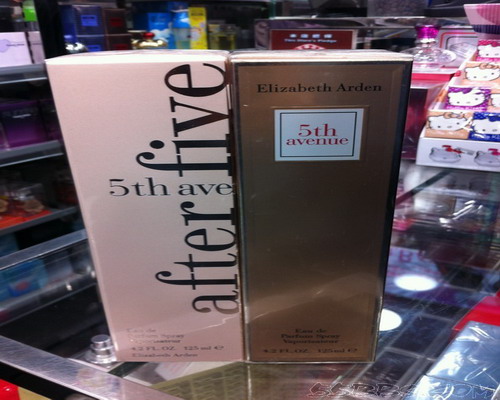 after five
5th ave
Eau de
Parfum Spray
Vaporisateur
4.2 FL.OZ. 125 ml e
Elizabeth Arden
Elizabeth Arden
5th
avenue
Eau de
Parfum Spray
Vaporisateur
4.2 FL.OZ. 125 ml e